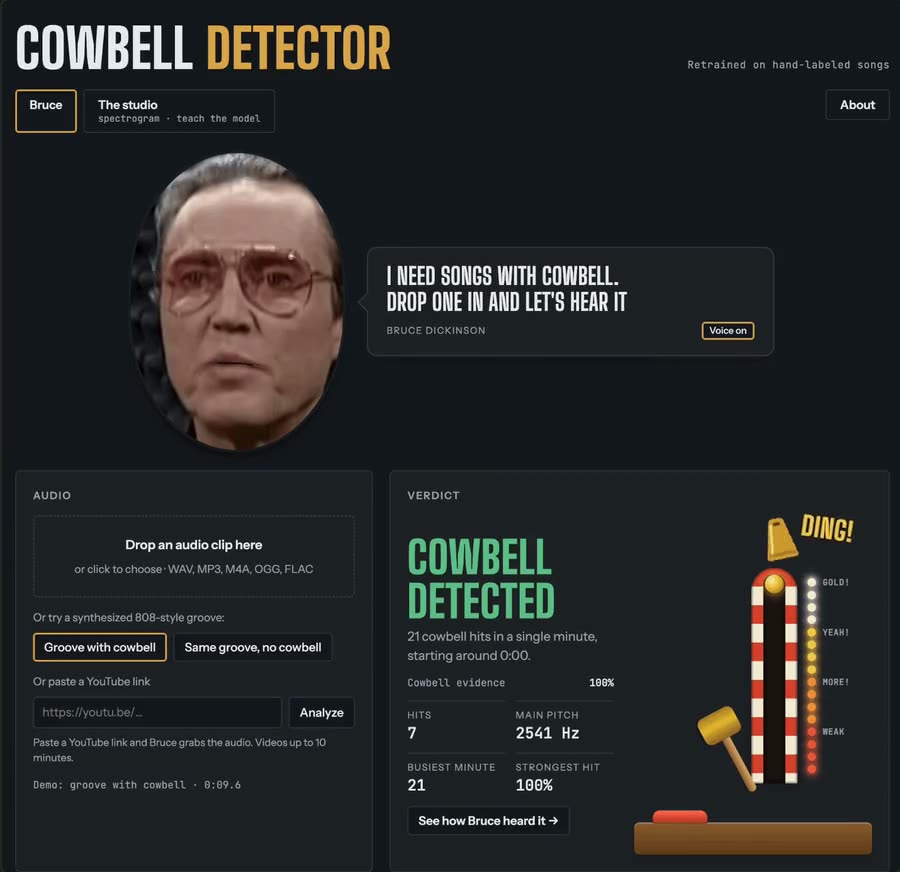 COWBELL DETECTOR
Retrained on hand-labeled songs
Bruce
The studio
spectrogram · teach the model
About
I NEED SONGS WITH COWBELL.
DROP ONE IN AND LET'S HEAR IT
BRUCE DICKINSON
Voice on
AUDIO
Drop an audio clip here
or click to choose · WAV, MP3, M4A, OGG, FLAC
Or try a synthesized 808-style groove:
Groove with cowbell
Same groove, no cowbell
Or paste a YouTube link
https://youtu.be/...
Analyze
Paste a YouTube link and Bruce grabs the audio. Videos up to 10
minutes.
Demo: groove with cowbell · 0:09.6
VERDICT
COWBELL
DETECTED
21 cowbell hits in a single minute,
starting around 0:00.
Cowbell evidence 100%
HITS
7
MAIN PITCH
2541 Hz
BUSIEST MINUTE
21
STRONGEST HIT
100%
See how Bruce heard it →
DING!
GOLD!
YEAH!
MORE!
WEAK